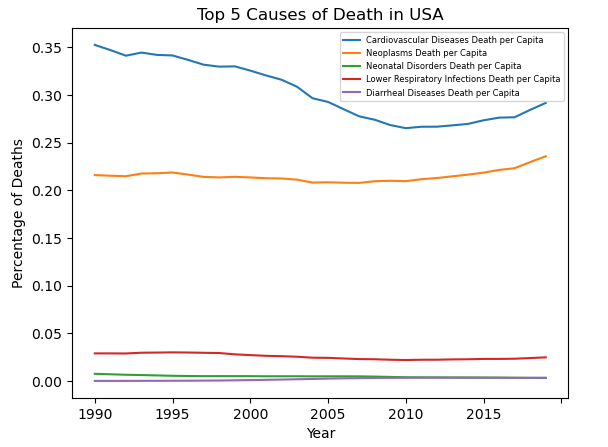 Top 5 Causes of Death in USA
Cardiovascular Diseases Death per Capita
Neoplasms Death per Capita
Neonatal Disorders Death per Capita
Lower Respiratory Infections Death per Capita
Diarrheal Diseases Death per Capita
Percentage of Deaths
0.35
0.30
0.25
0.20
0.15
0.10
0.05
0.00
1990 1995 2000 2005 2010 2015
Year